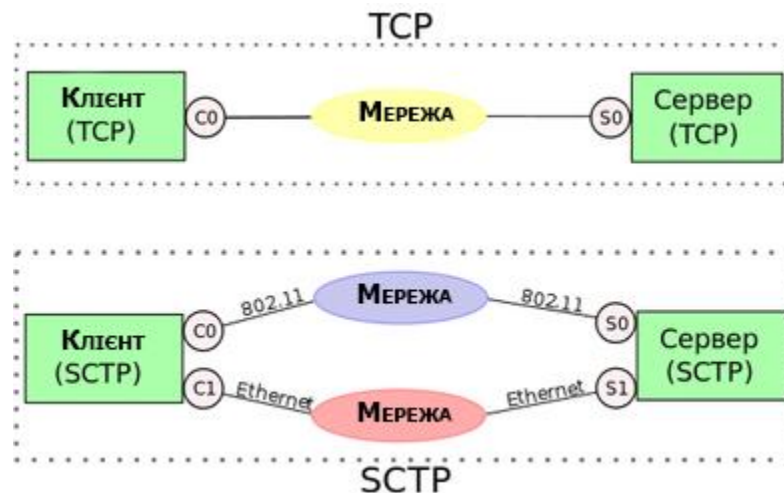 TCP
Клієнт
(TCP)
C0
Мережа
S0
Сервер
(TCP)
802.11
Мережа
802.11
Клієнт
(SCTP)
C0
S0
Сервер
(SCTP)
C1
Ethernet
Мережа
Ethernet
S1
SCTP